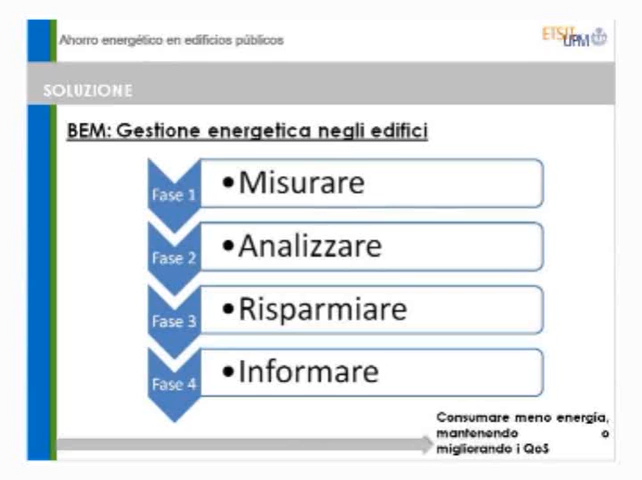 Ahorro energético en edificios públicos
ETSIT UPM
SOLUZIONE
BEM: Gestione energetica negli edifici
Fase 1
•Misurare
Fase 2
•Analizzare
Fase 3
•Risparmiare
Fase 4
•Informare
Consumare meno energia,
mantenendo o
migliorando i QoS